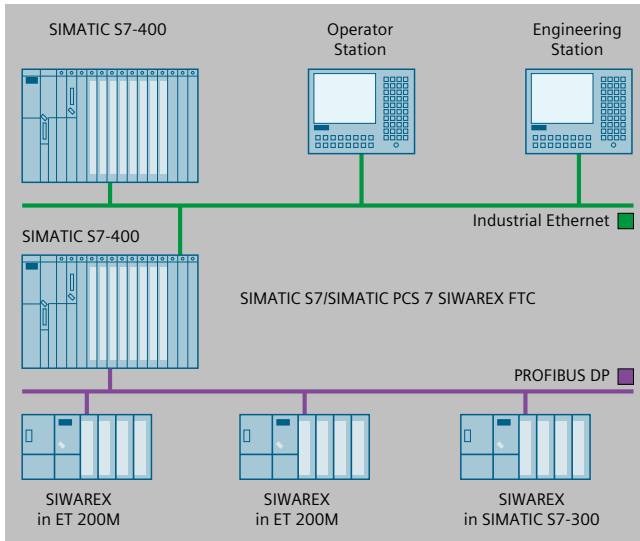 SIMATIC S7-400
Operator
Station
Engineering
Station
Industrial Ethernet
SIMATIC S7-400
SIMATIC S7/SIMATIC PCS 7 SIWAREX FTC
PROFIBUS DP
SIWAREX
in ET 200M
SIWAREX
in ET 200M
SIWAREX
in SIMATIC S7-300